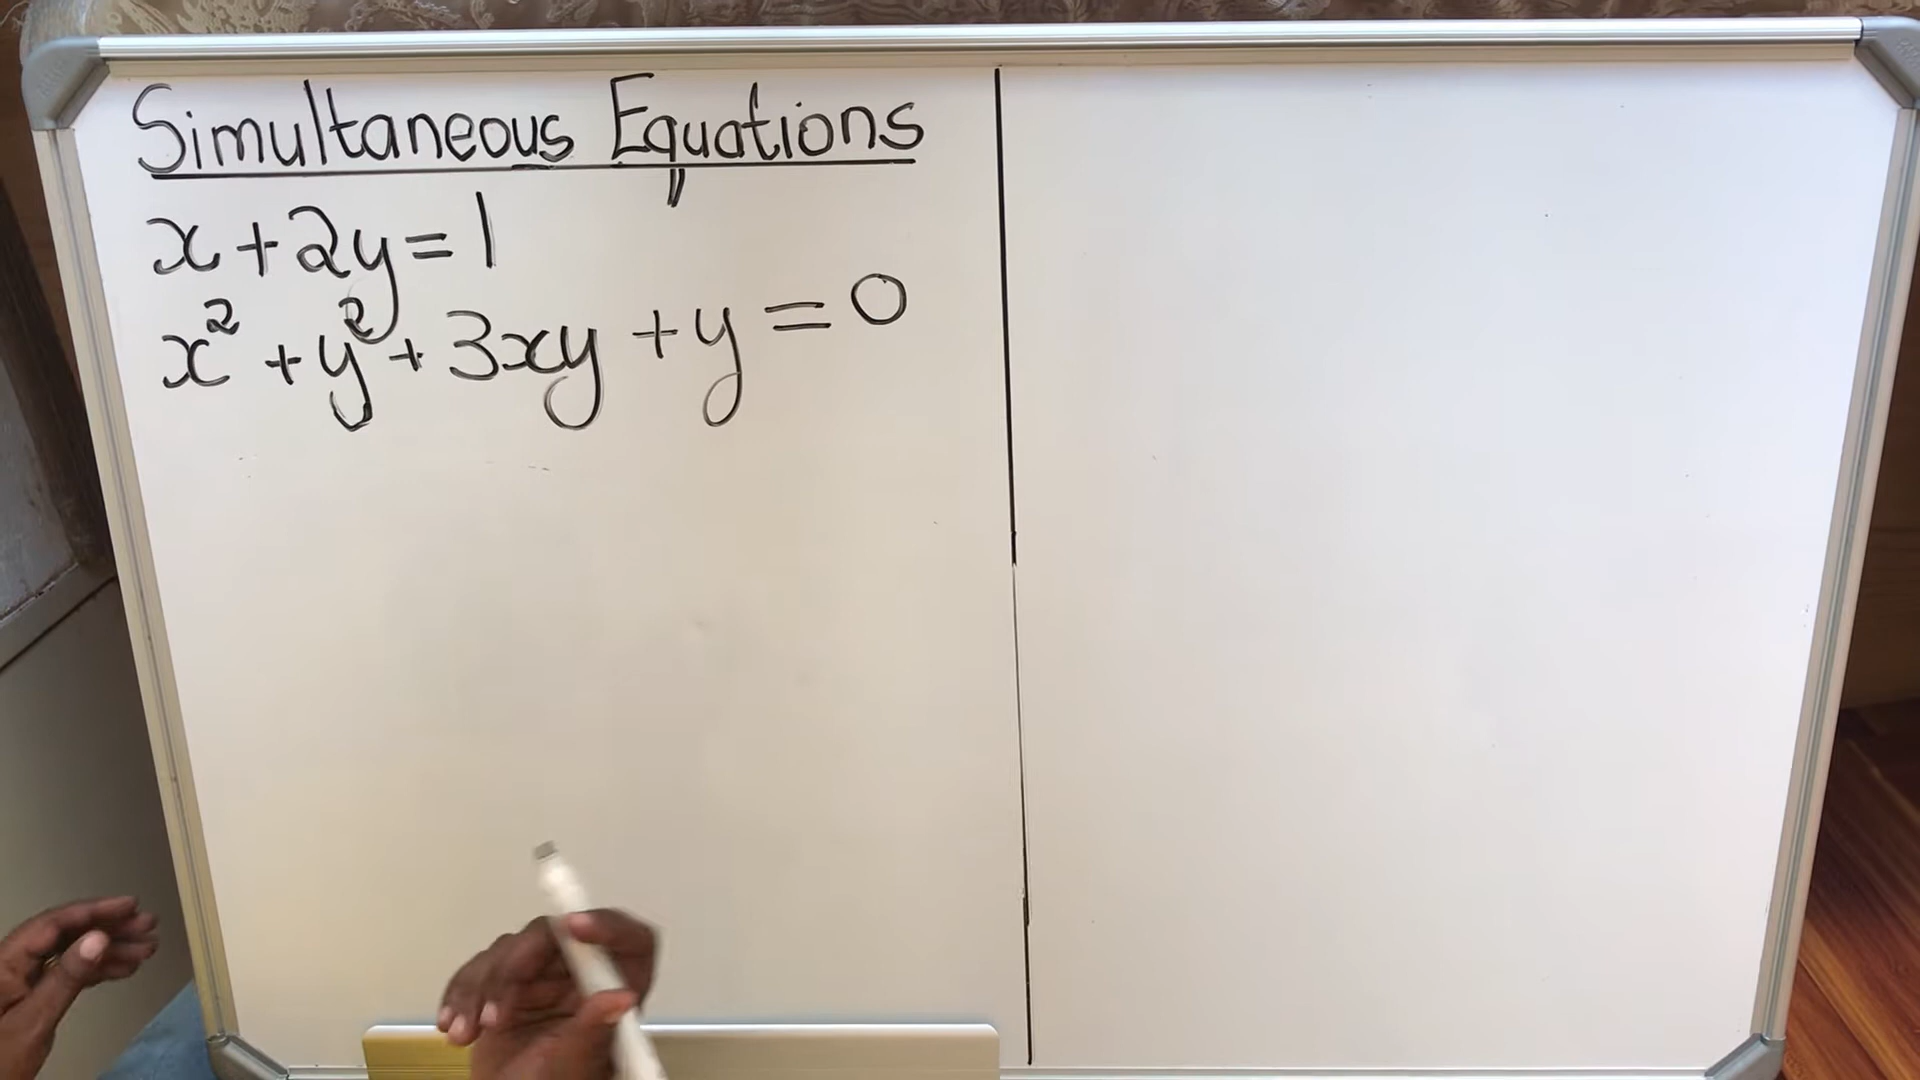 Simultaneous Equations
x + 2y = 1
x² + y² + 3xy + y = 0